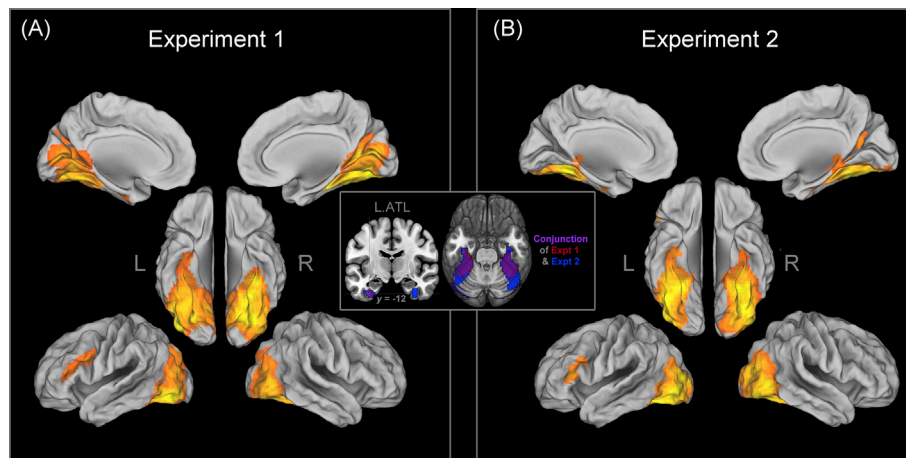 (A)
Experiment 1
(B)
Experiment 2
L
R
L.ATL
y = -12
Conjunction
of Expt 1
& Expt 2
L
R